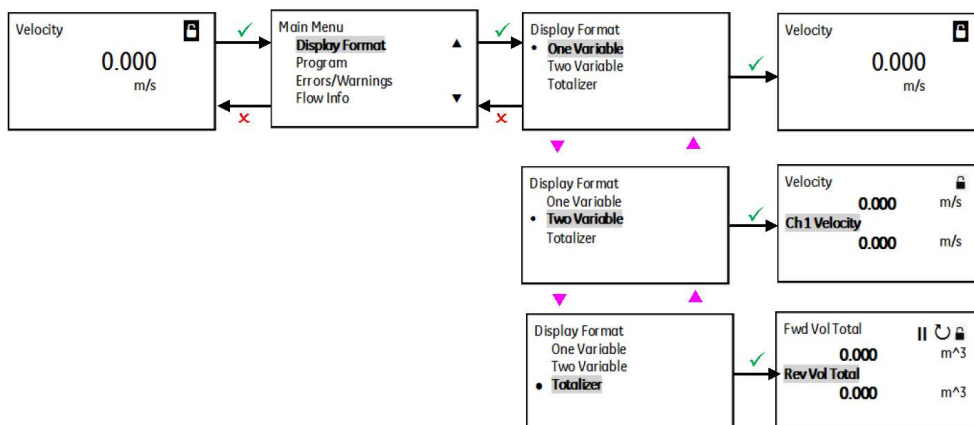 Velocity
0.000
m/s
Main Menu
Display Format
Program
Errors/Warnings
Flow Info
Display Format
• One Variable
Two Variable
Totalizer
Velocity
0.000
m/s
Display Format
One Variable
• Two Variable
Totalizer
Velocity
0.000 m/s
Ch 1 Velocity
0.000 m/s
Display Format
One Variable
Two Variable
• Totalizer
Fwd Vol Total
0.000 m^3
Rev Vol Total
0.000 m^3